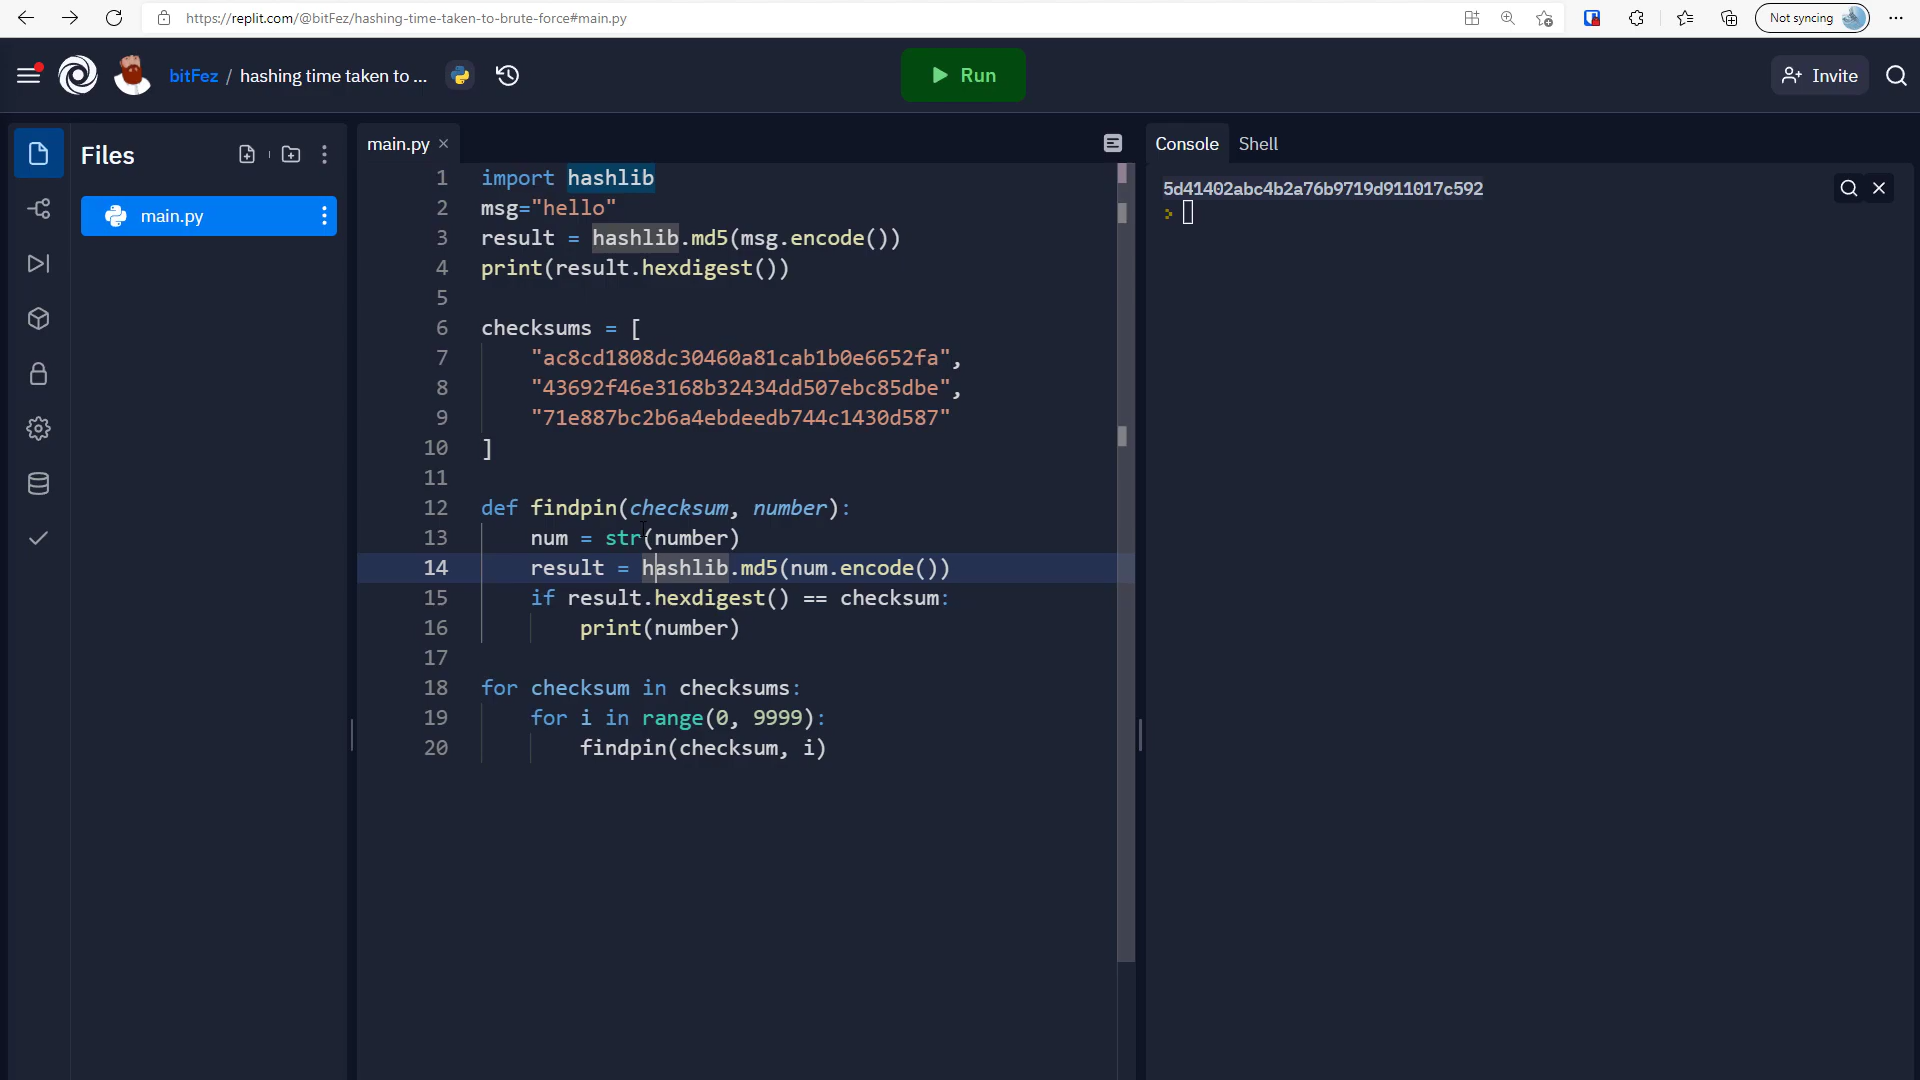 https://replit.com/@bitFez/hashing-time-taken-to-brute-force#main.py
Not syncing
bitFez / hashing time taken to ...
Run
Invite
Files
main.py
main.py
1 import hashlib
2 msg="hello"
3 result = hashlib.md5(msg.encode())
4 print(result.hexdigest())
5
6 checksums = [
7 "ac8cd1808dc30460a81cab1b0e6652fa",
8 "43692f46e3168b32434dd507ebc85dbe",
9 "71e887bc2b6a4ebdeedb744c1430d587"
10 ]
11
12 def findpin(checksum, number):
13 num = str(number)
14 result = hashlib.md5(num.encode())
15 if result.hexdigest() == checksum:
16 print(number)
17
18 for checksum in checksums:
19 for i in range(0, 9999):
20 findpin(checksum, i)
Console
Shell
5d41402abc4b2a76b9719d911017c592